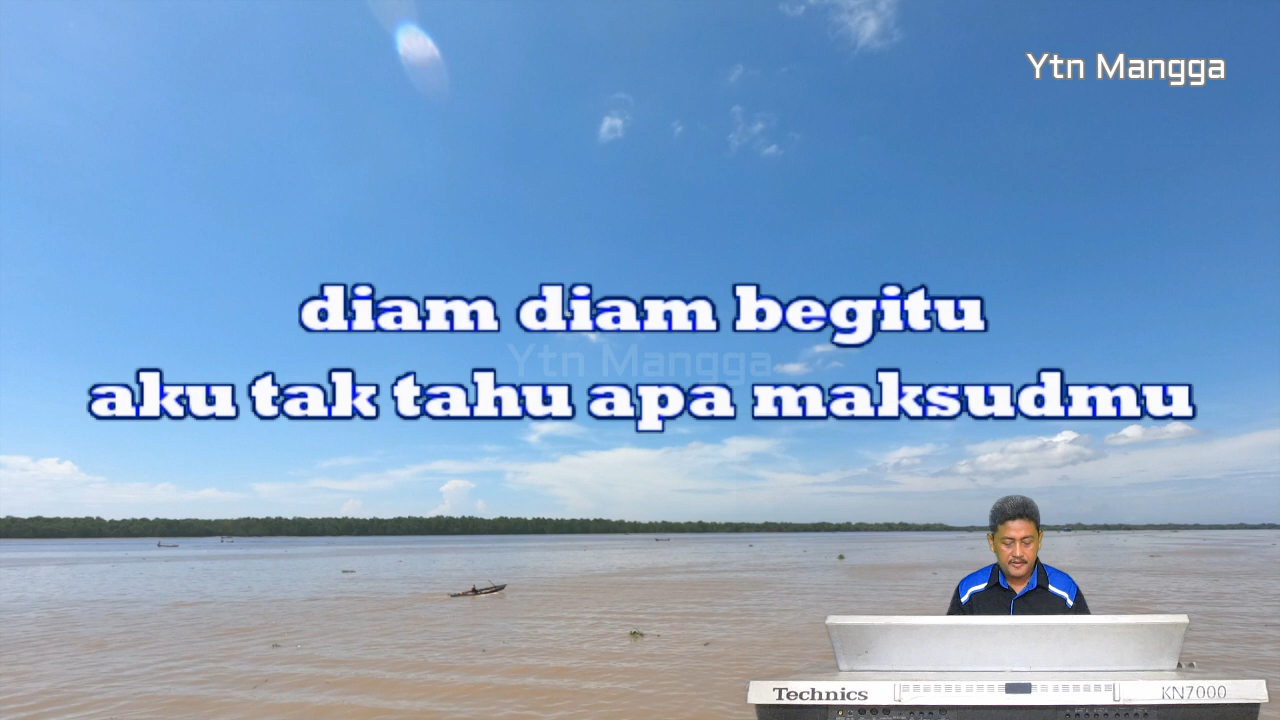 Ytn Mangga
diam diam begitu
Ytn Mangga
aku tak tahu apa maksudmu
Technics
KN7000